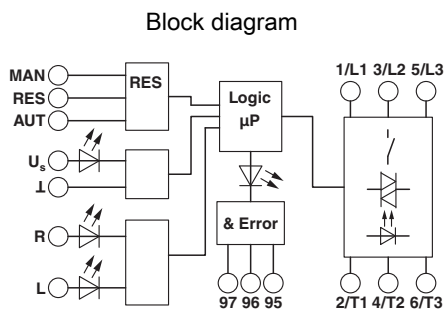 Block diagram
MAN
RES
AUT
RES
Us
⊥
R
L
Logic
µP
& Error
97 96 95
1/L1 3/L2 5/L3
2/T1 4/T2 6/T3